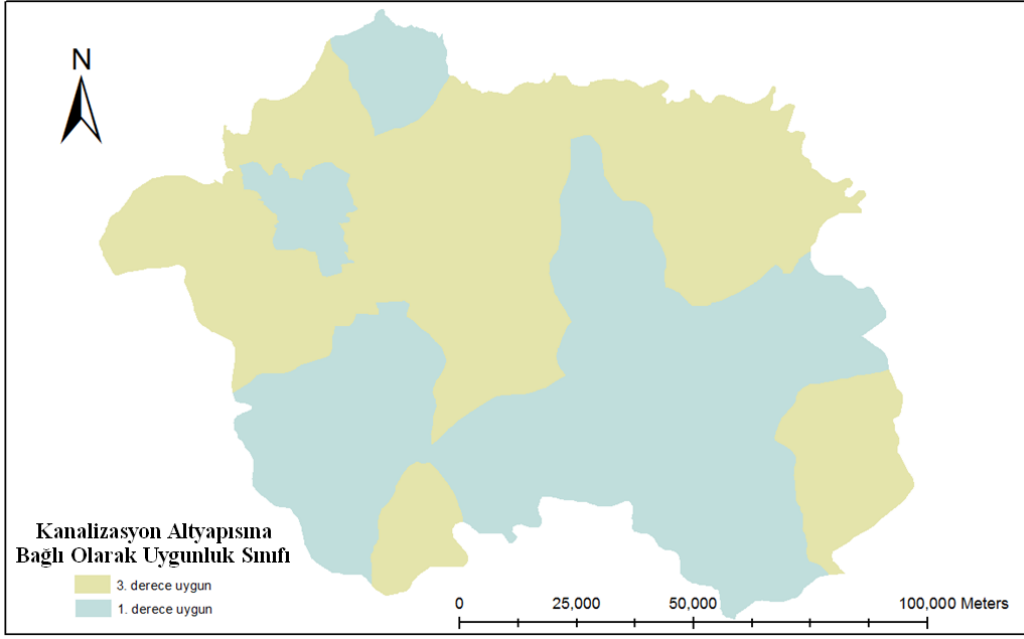 N
Kanalizasyon Altyapısına
Bağlı Olarak Uygunluk Sınıfı
3. derece uygun
1. derece uygun
0 25,000 50,000 100,000 Meters